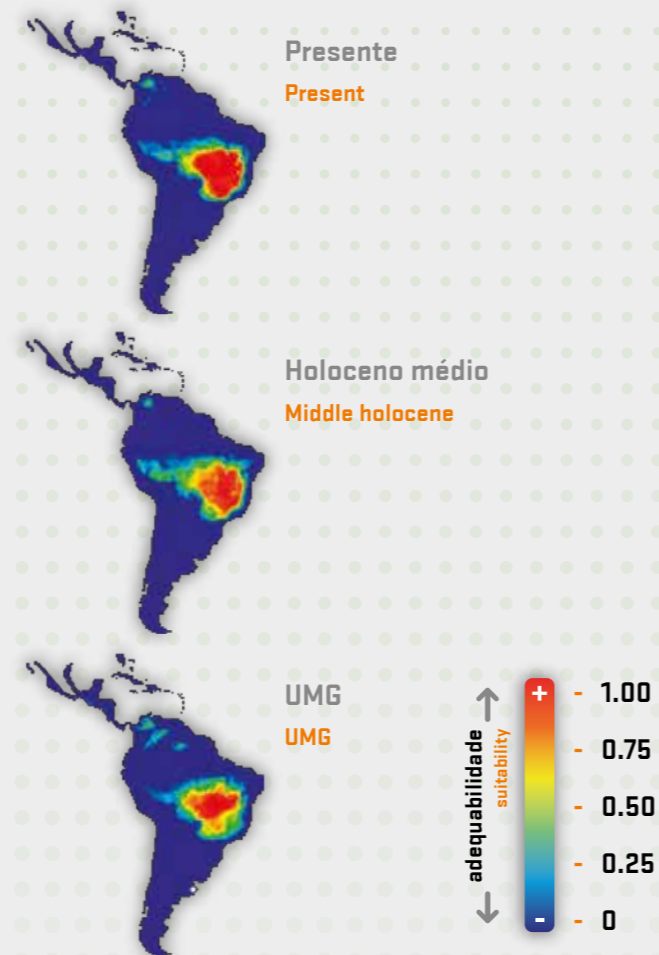 Presente
Present
Holoceno médio
Middle holocene
UMG
UMG
adequabilidade
suitability
+
-
- 1.00
- 0.75
- 0.50
- 0.25
- 0